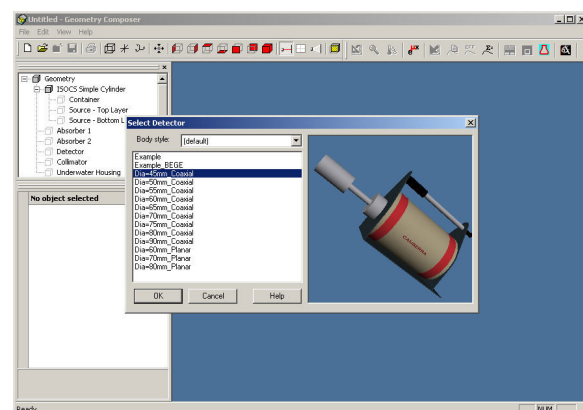 Untitled - Geometry Composer
File Edit View Help
Geometry
ISOCS Simple Cylinder
Container
Source - Top Layer
Source - Bottom L
Absorber 1
Absorber 2
Detector
Collimator
Underwater Housing
No object selected
Select Detector
Body style: (default)
Example
Example_BEGE
Dia=45mm_Coaxial
Dia=50mm_Coaxial
Dia=55mm_Coaxial
Dia=60mm_Coaxial
Dia=65mm_Coaxial
Dia=70mm_Coaxial
Dia=75mm_Coaxial
Dia=80mm_Coaxial
Dia=90mm_Coaxial
Dia=60mm_Planar
Dia=70mm_Planar
Dia=80mm_Planar
OK Cancel Help
CANBERRA
Ready NUM